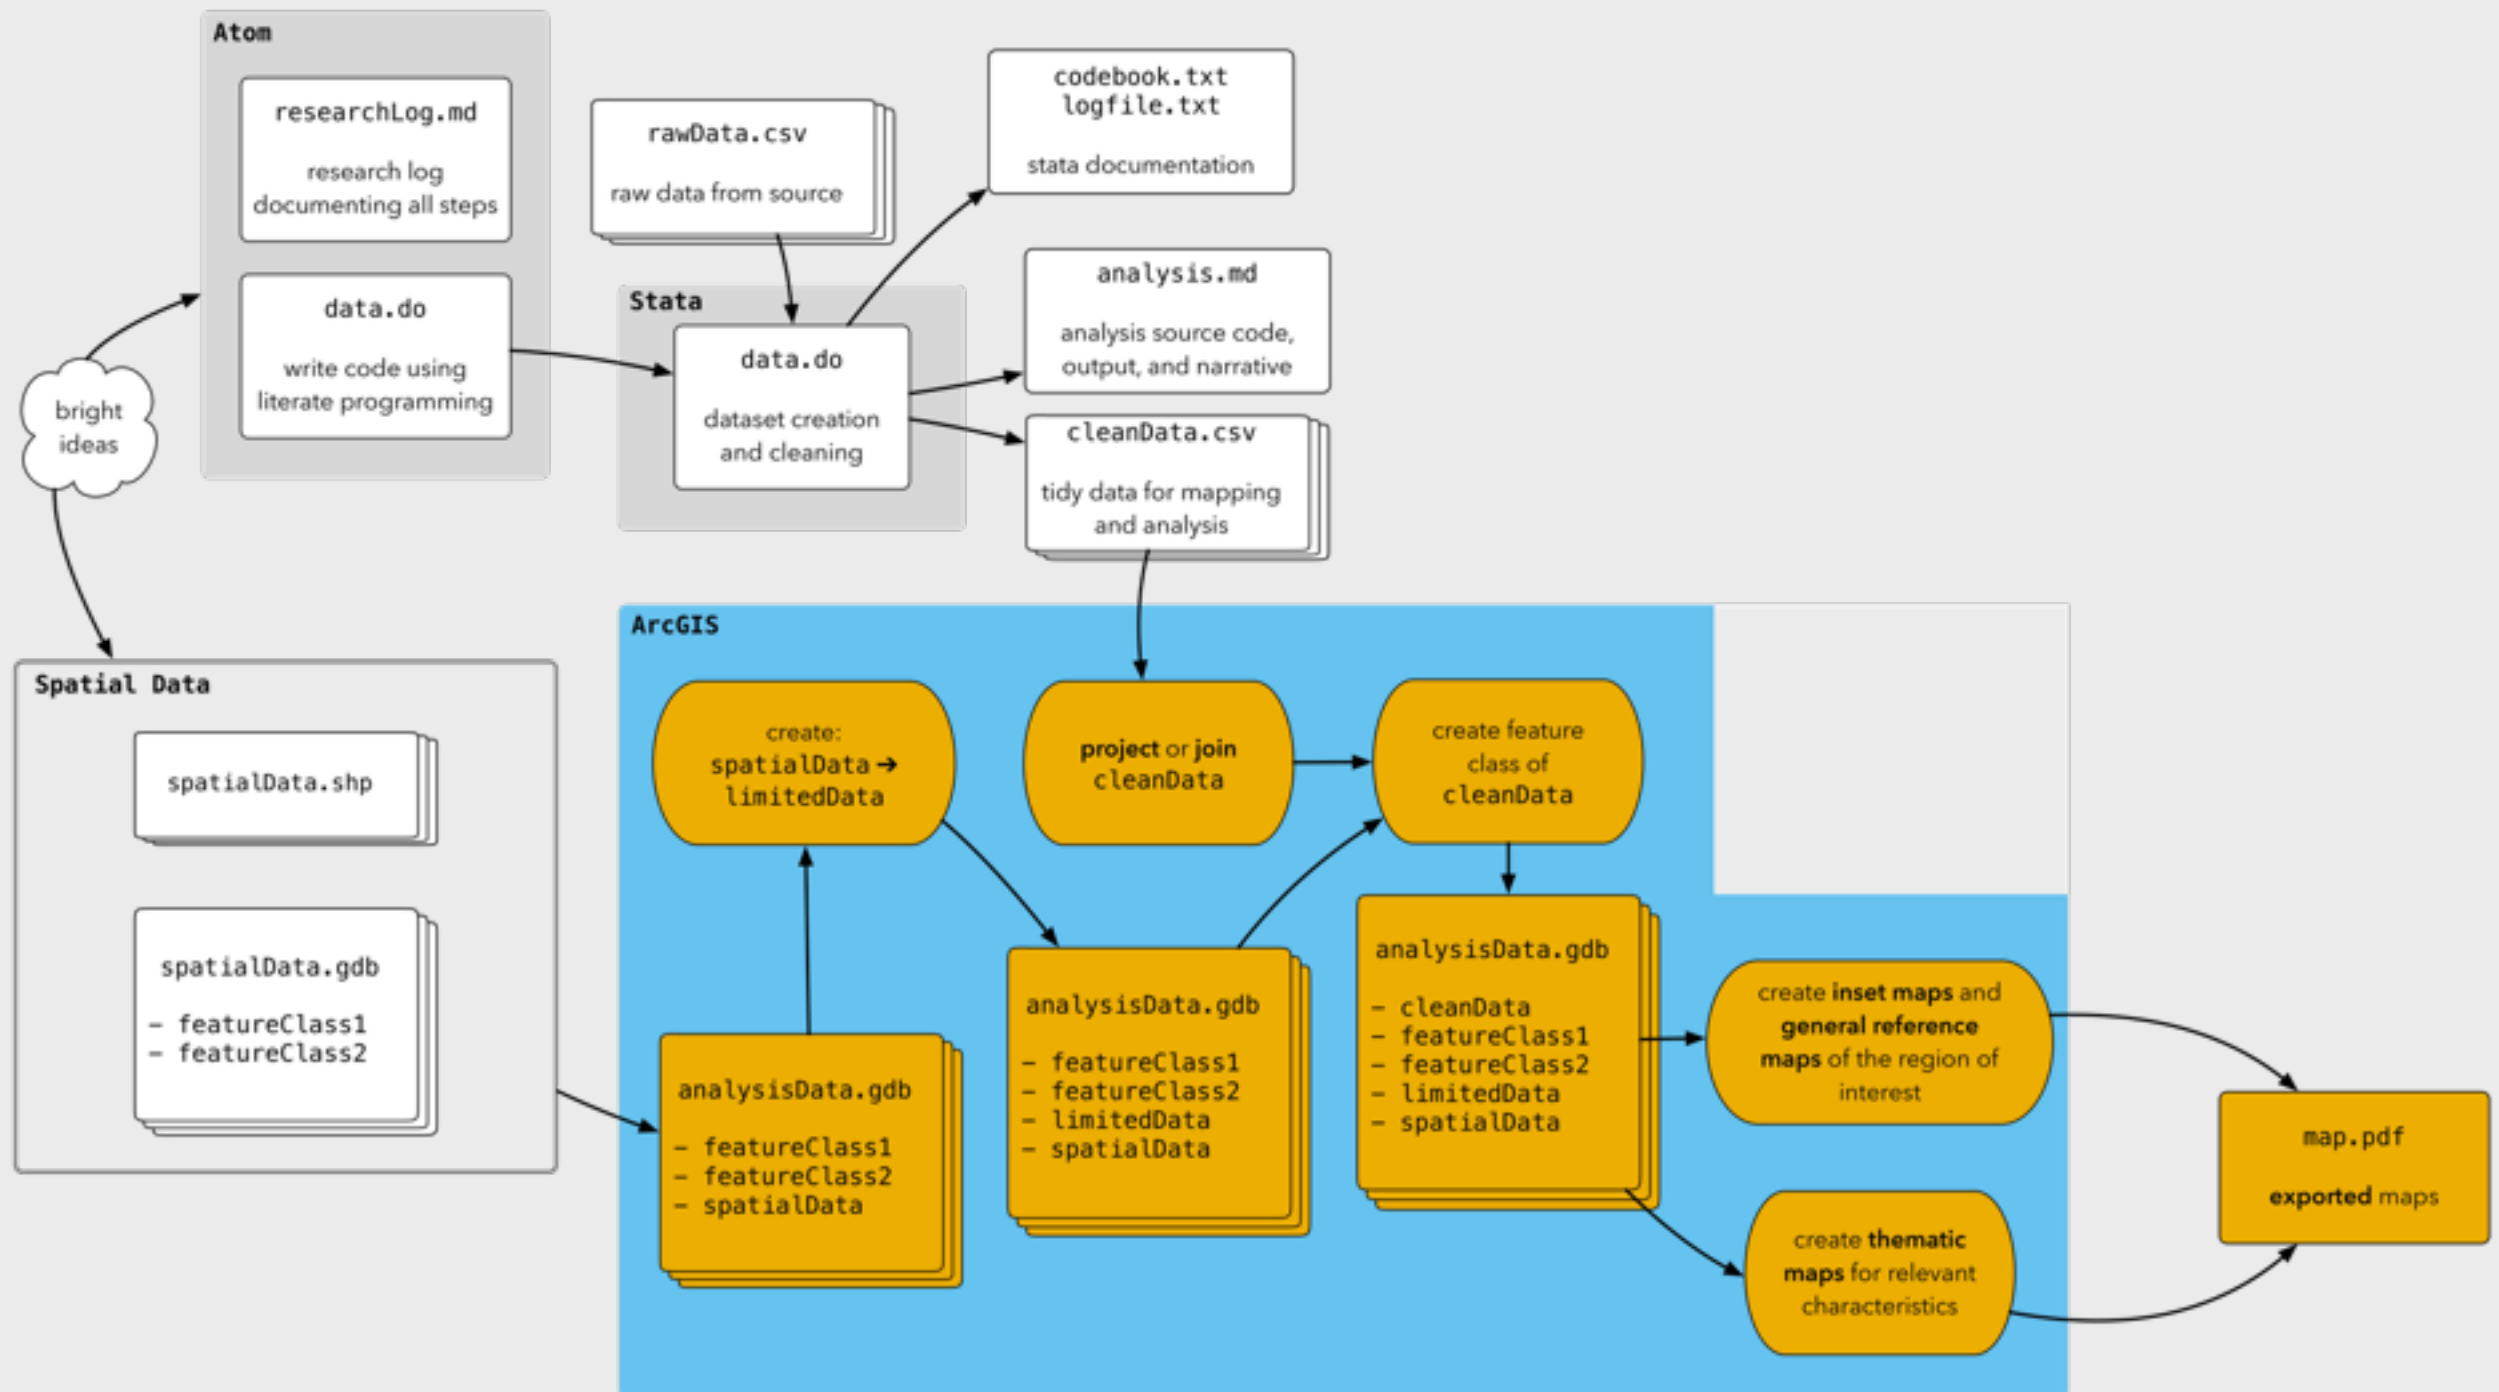 Atom
researchLog.md
research log
documenting all steps
data.do
write code using
literate programming
bright
ideas
rawData.csv
raw data from source
Stata
data.do
dataset creation
and cleaning
codebook.txt
logfile.txt
stata documentation
analysis.md
analysis source code,
output, and narrative
cleanData.csv
tidy data for mapping
and analysis
Spatial Data
spatialData.shp
spatialData.gdb
– featureClass1
– featureClass2
ArcGIS
create:
spatialData ➔
limitedData
project or join
cleanData
create feature
class of
cleanData
analysisData.gdb
– featureClass1
– featureClass2
– spatialData
analysisData.gdb
– featureClass1
– featureClass2
– limitedData
– spatialData
analysisData.gdb
– cleanData
– featureClass1
– featureClass2
– limitedData
– spatialData
create inset maps and
general reference
maps of the region of
interest
create thematic
maps for relevant
characteristics
map.pdf
exported maps